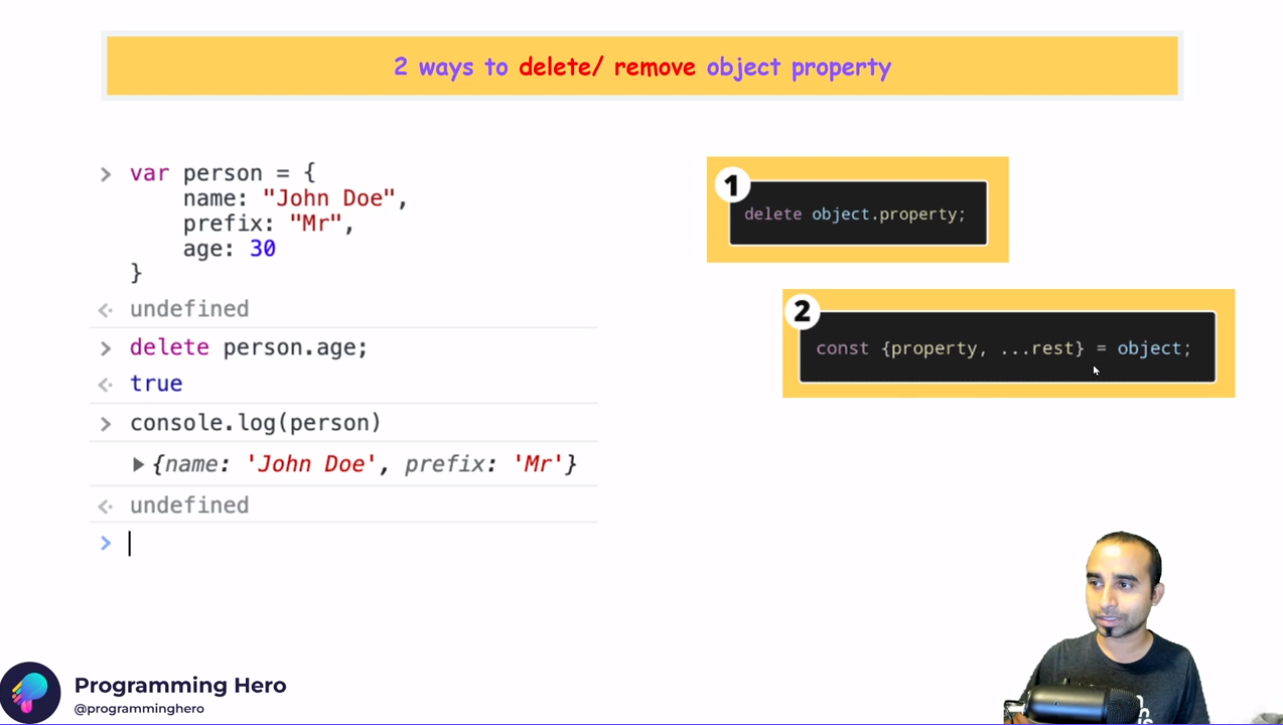 2 ways to delete/ remove object property
> var person = {
name: "John Doe",
prefix: "Mr",
age: 30
}
undefined
> delete person.age;
true
> console.log(person)
{name: 'John Doe', prefix: 'Mr'}
undefined
>
1
delete object.property;
2
const {property, ...rest} = object;
Programming Hero
@programminghero